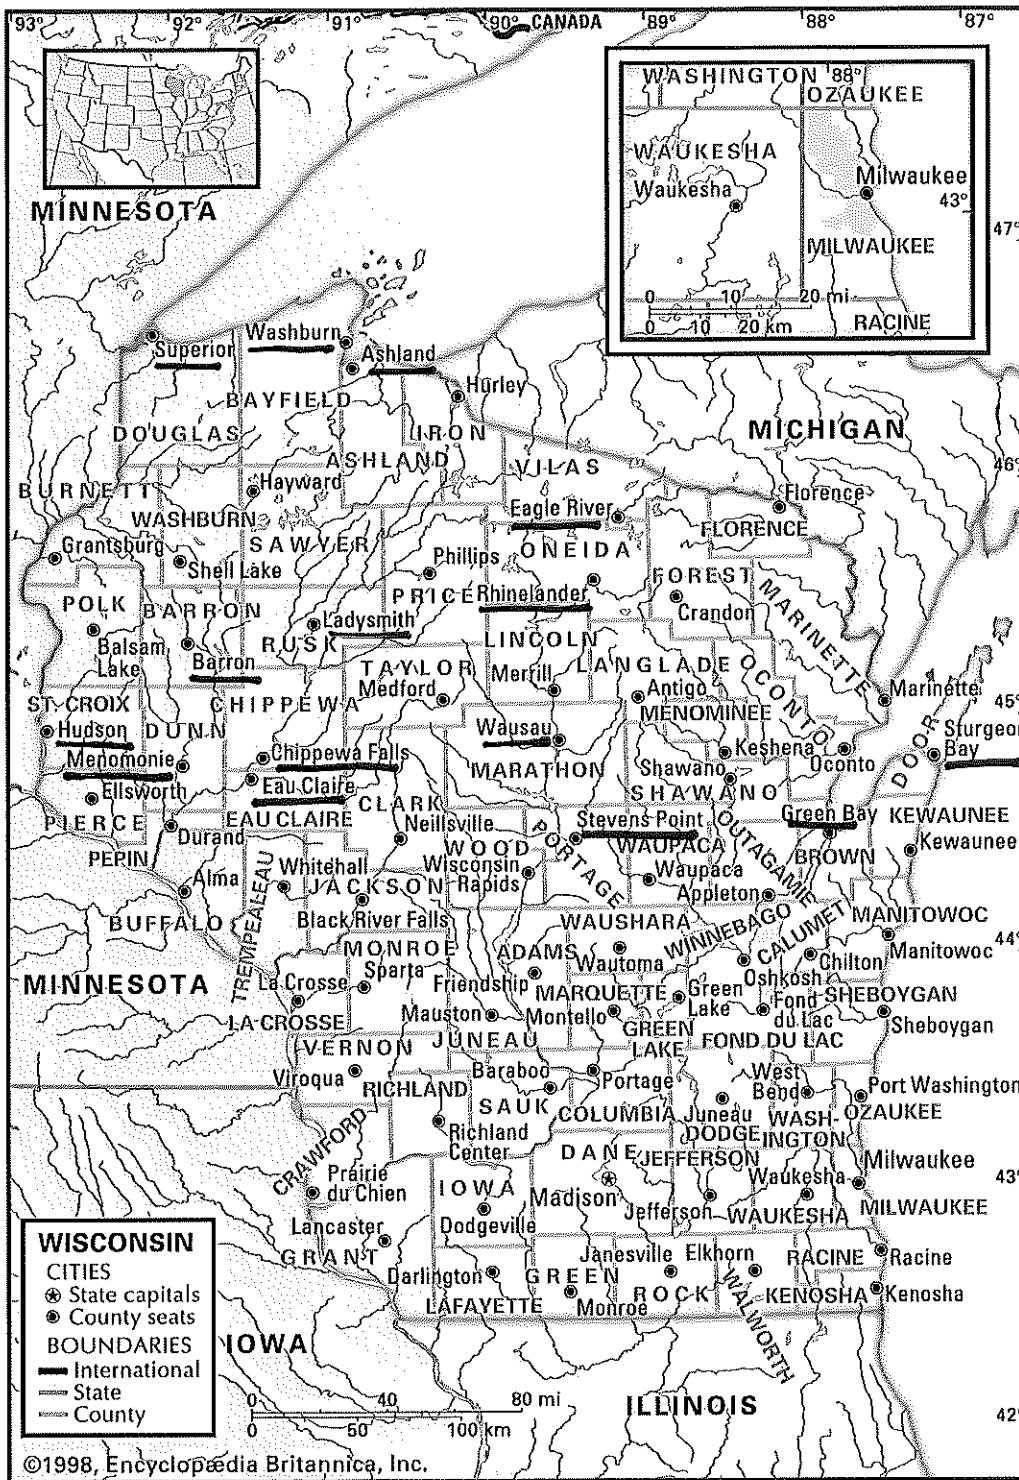 93° 92° 91° 90° CANADA 89° 88° 87°
WASHINGTON 88°
OZAUKEE
WAUKESHA
Waukesha
Milwaukee
43°
MILWAUKEE
0 10 20 mi
0 10 20 km
RACINE
MINNESOTA
47°
Superior
Washburn
Ashland
Hurley
BAYFIELD
DOUGLAS
IRON
MICHIGAN
ASHLAND
VILAS
46°
BURNETT
Hayward
Florence
WASHBURN
Eagle River
FLORENCE
SAWYER
ONEIDA
Grantsburg
Shell Lake
Phillips
FOREST
MARINETTE
POLK
BARRON
PRICE
Rhinelander
Crandon
Balsam
Lake
RUSK
Ladysmith
LINCOLN
Barron
TAYLOR
Merrill
LANGLADE
OCONTO
ST. CROIX
CHIPPEWA
Medford
Antigo
Marinette
45°
MENOMINEE
Hudson
DUNN
Wausau
DOOR
Sturgeon
Bay
Menomonie
Chippewa Falls
Keshena
Oconto
MARATHON
Shawano
Ellsworth
Eau Claire
SHAWANO
CLARK
PIERCE
EAU CLAIRE
Stevens Point
Green Bay
KEWAUNEE
Durand
Neillsville
PORTAGE
WAUPACA
OUTAGAMIE
Kewaunee
PEPIN
WOOD
BROWN
Whitehall
Wisconsin
Rapids
Waupaca
Alma
TREMPEALEAU
JACKSON
Appleton
BUFFALO
Black River Falls
WAUSHARA
WINNEBAGO
CALUMET
MANITOWOC
MONROE
ADAMS
Wautoma
Manitowoc
44°
MINNESOTA
Sparta
Chilton
La Crosse
Friendship
MARQUETTE
Green
Lake
Oshkosh
Fond
du Lac
SHEBOYGAN
LA CROSSE
Mauston
Montello
Sheboygan
VERNON
JUNEAU
GREEN
LAKE
FOND DU LAC
Viroqua
RICHLAND
Baraboo
Portage
West
Bend
Port Washington
SAUK
COLUMBIA
Juneau
WASH-
INGTON
OZAUKEE
Richland
Center
DODGE
CRAWFORD
DANE
JEFFERSON
Milwaukee
Prairie
du Chien
IOWA
Madison
Waukesha
43°
Dodgeville
Jefferson
WAUKESHA
MILWAUKEE
Lancaster
GRANT
Janesville
Elkhorn
RACINE
Racine
Darlington
GREEN
ROCK
WALWORTH
KENOSHA
Kenosha
LAFAYETTE
Monroe
WISCONSIN
CITIES
State capitals
County seats
BOUNDARIES
International
State
County
IOWA
ILLINOIS
0 40 80 mi
0 50 100 km
42°
©1998, Encyclopædia Britannica, Inc.